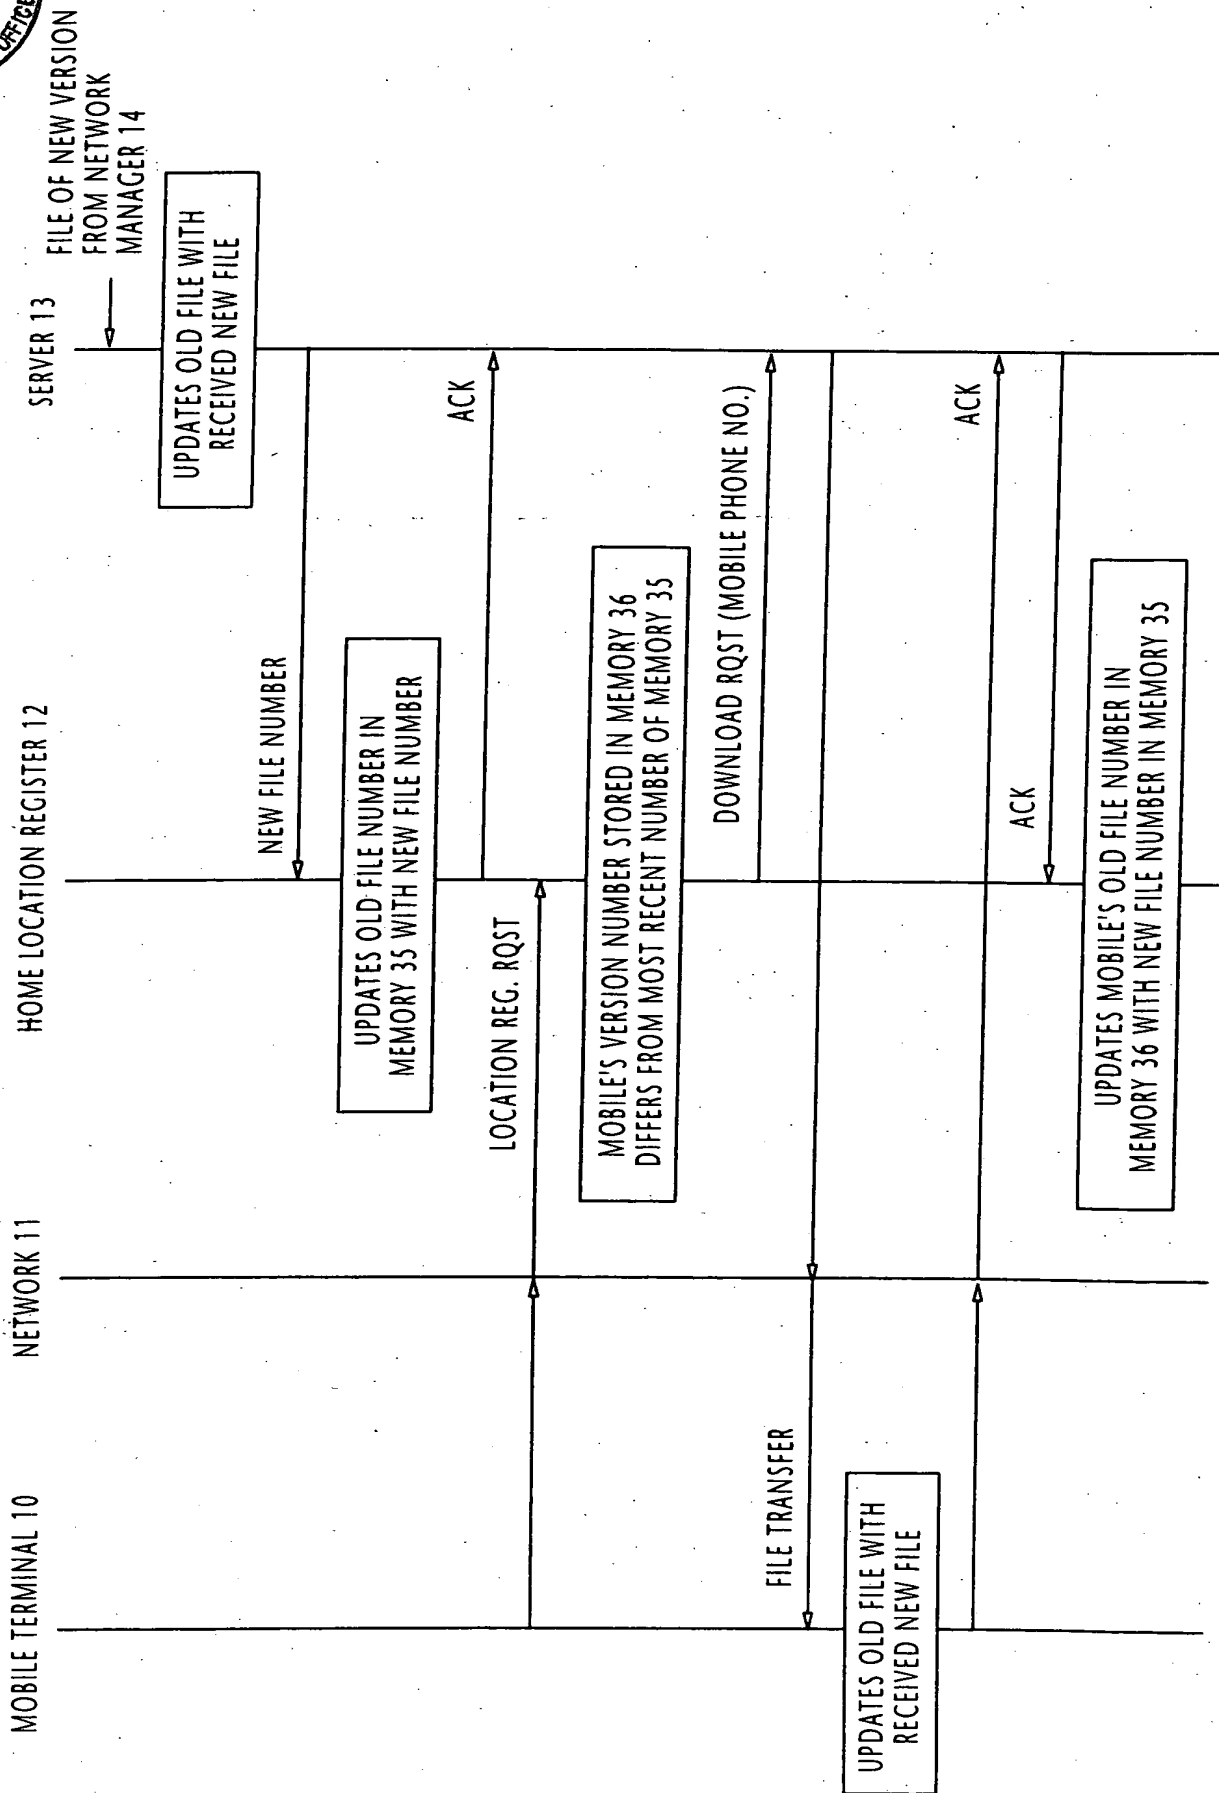 OFFICE
MOBILE TERMINAL 10
NETWORK 11
HOME LOCATION REGISTER 12
SERVER 13
FILE OF NEW VERSION
FROM NETWORK
MANAGER 14
UPDATES OLD FILE WITH
RECEIVED NEW FILE
NEW FILE NUMBER
UPDATES OLD FILE NUMBER IN
MEMORY 35 WITH NEW FILE NUMBER
ACK
LOCATION REG. RQST
MOBILE'S VERSION NUMBER STORED IN MEMORY 36
DIFFERS FROM MOST RECENT NUMBER OF MEMORY 35
DOWNLOAD RQST (MOBILE PHONE NO.)
FILE TRANSFER
UPDATES OLD FILE WITH
RECEIVED NEW FILE
ACK
ACK
UPDATES MOBILE'S OLD FILE NUMBER IN
MEMORY 36 WITH NEW FILE NUMBER IN MEMORY 35